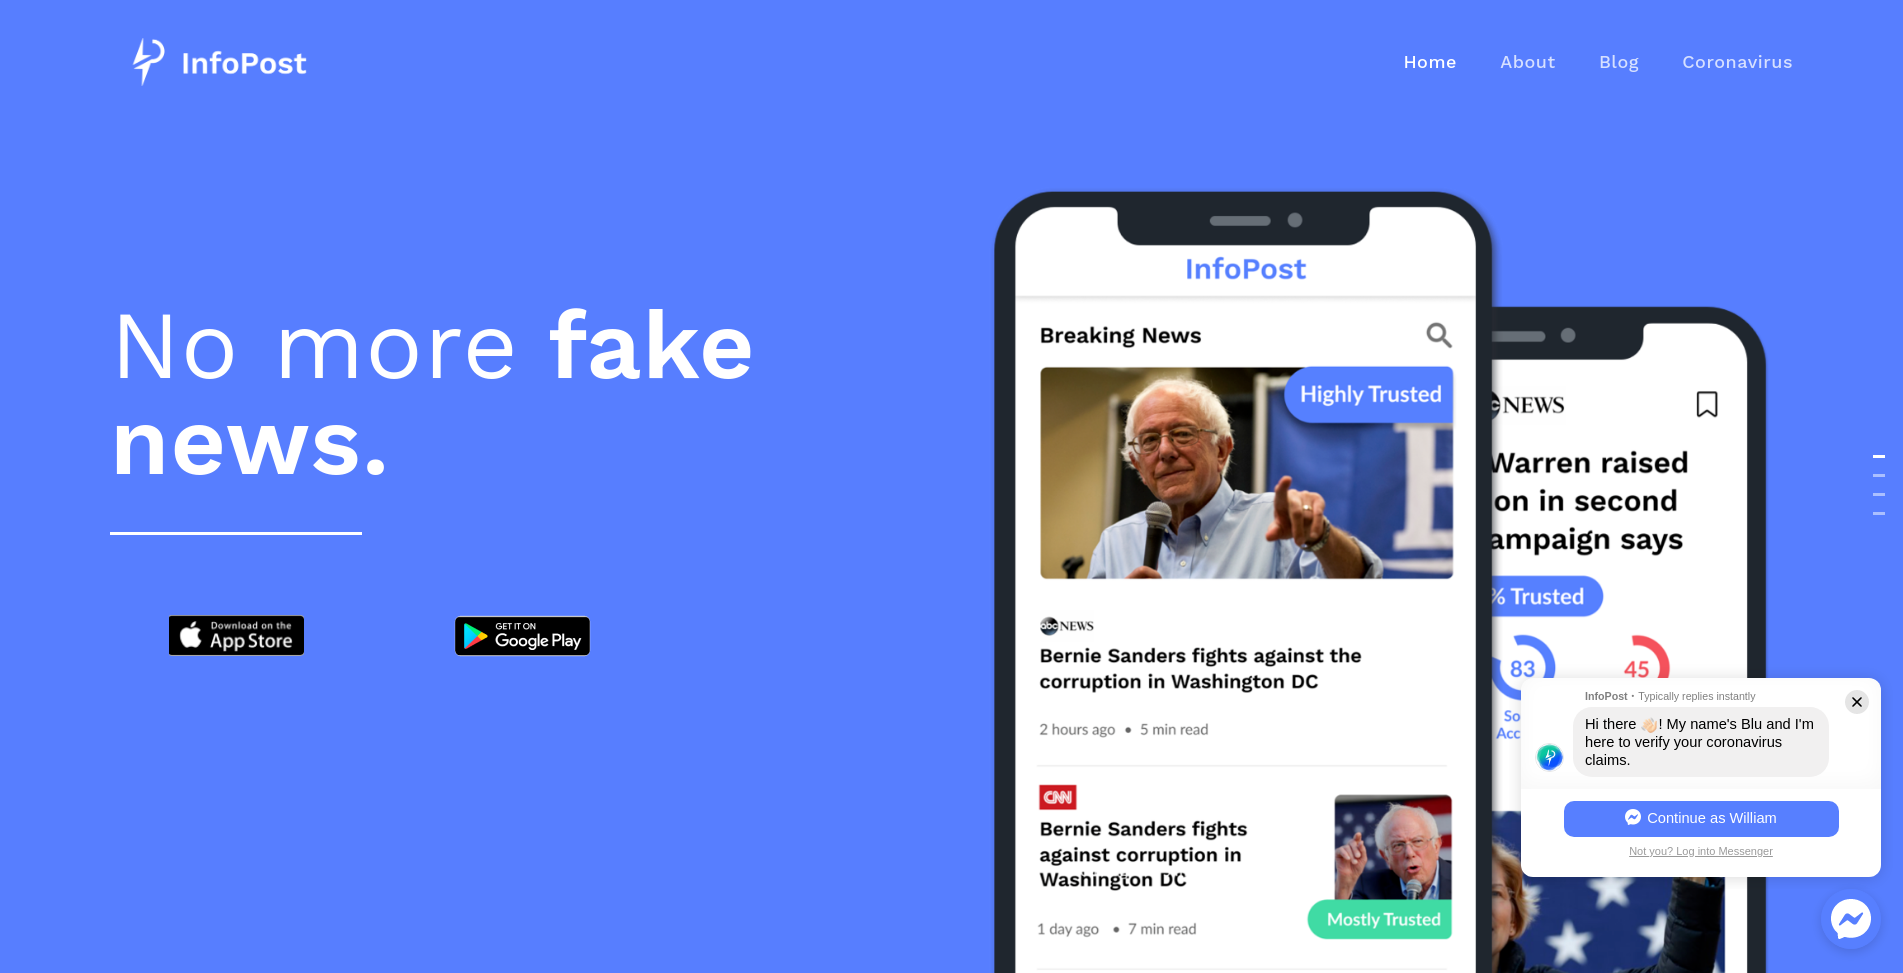 InfoPost
Home About Blog Coronavirus
No more fake
news.
Download on the
App Store
GET IT ON
Google Play
InfoPost
Breaking News
Highly Trusted
abc NEWS
Bernie Sanders fights against the
corruption in Washington DC
2 hours ago • 5 min read
CNN
Bernie Sanders fights
against corruption in
Washington DC
1 day ago • 7 min read
Mostly Trusted
NEWS
Warren raised
on in second
ampaign says
% Trusted
83
45
So
Acc
InfoPost · Typically replies instantly
Hi there 👋🏻! My name's Blu and I'm
here to verify your coronavirus
claims.
Continue as William
Not you? Log into Messenger